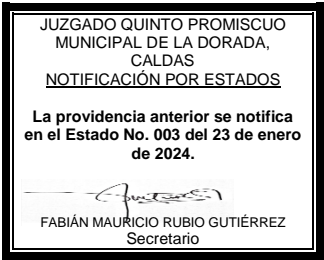 JUZGADO QUINTO PROMISCUO
MUNICIPAL DE LA DORADA,
CALDAS
NOTIFICACIÓN POR ESTADOS
La providencia anterior se notifica
en el Estado No. 003 del 23 de enero
de 2024.
FABIÁN MAURICIO RUBIO GUTIÉRREZ
Secretario